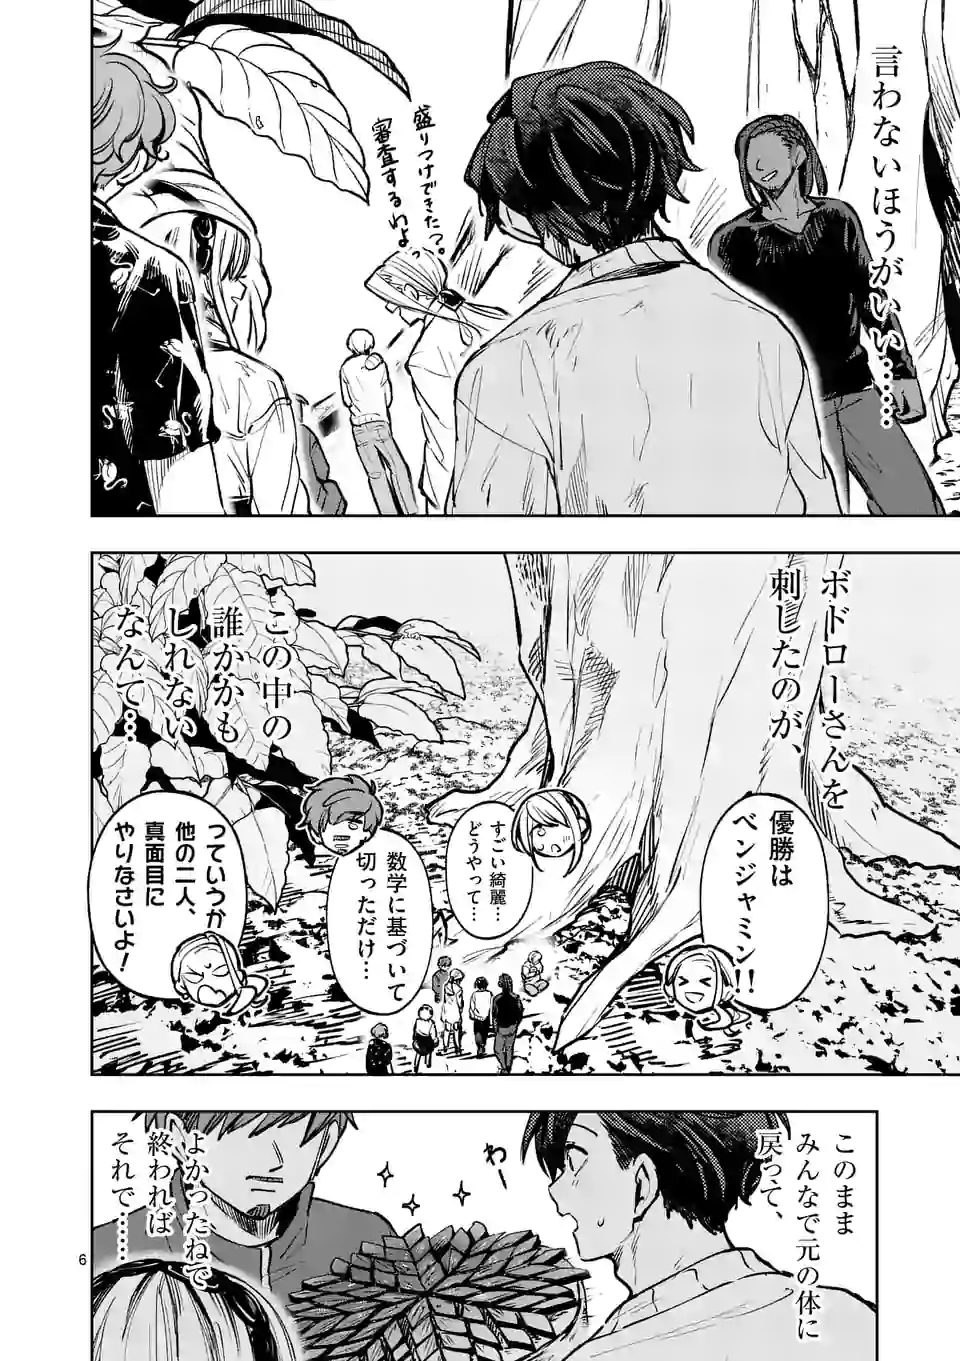 言わないほうがいい……
盛りつけできたっ。
審査するわよっ
ボドローさんを
刺したのが、
この中の
誰かかも
しれない
なんて…
優勝は
ベンジャミン!!
すごい綺麗…
どうやって…
数学に基づいて
切っただけ…
っていうか
他の二人、
真面目に
やりなさいよ!
このまま
みんなで元の体に
戻って、
わー
よかったねで
終われば
それで……
6